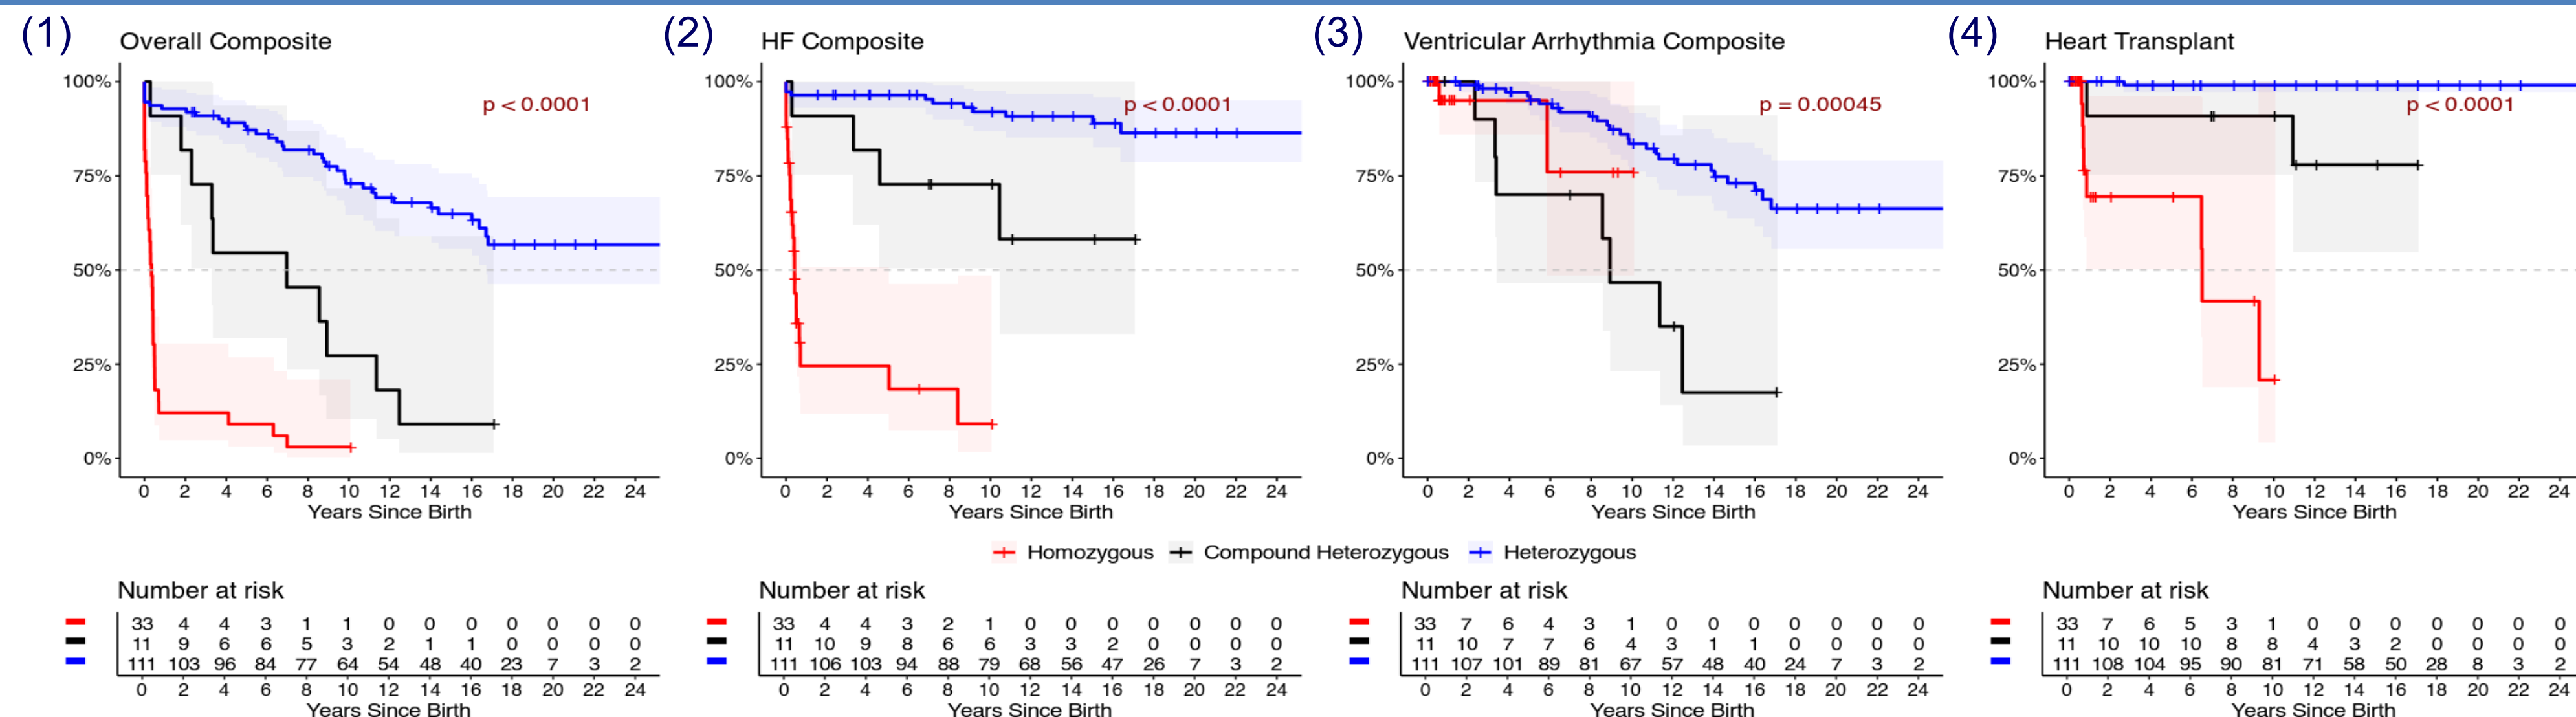 (1) Overall Composite
100%
75%
50%
25%
0%
p < 0.0001
0 2 4 6 8 10 12 14 16 18 20 22 24
Years Since Birth
(2) HF Composite
100%
75%
50%
25%
0%
p < 0.0001
0 2 4 6 8 10 12 14 16 18 20 22 24
Years Since Birth
(3) Ventricular Arrhythmia Composite
100%
75%
50%
25%
0%
p = 0.00045
0 2 4 6 8 10 12 14 16 18 20 22 24
Years Since Birth
(4) Heart Transplant
100%
75%
50%
25%
0%
p < 0.0001
0 2 4 6 8 10 12 14 16 18 20 22 24
Years Since Birth
Homozygous Compound Heterozygous Heterozygous
Number at risk
33 4 4 3 1 1 0 0 0 0 0 0 0
11 9 6 6 5 3 2 1 1 0 0 0 0
111 103 96 84 77 64 54 48 40 23 7 3 2
0 2 4 6 8 10 12 14 16 18 20 22 24
Years Since Birth
Number at risk
33 4 4 3 2 1 0 0 0 0 0 0 0
11 10 9 8 6 6 3 3 2 0 0 0 0
111 106 103 94 88 79 68 56 47 26 7 3 2
0 2 4 6 8 10 12 14 16 18 20 22 24
Years Since Birth
Number at risk
33 7 6 4 3 1 0 0 0 0 0 0 0
11 10 7 7 6 4 3 1 1 0 0 0 0
111 107 101 89 81 67 57 48 40 24 7 3 2
0 2 4 6 8 10 12 14 16 18 20 22 24
Years Since Birth
Number at risk
33 7 6 5 3 1 0 0 0 0 0 0 0
11 10 10 10 8 8 4 3 2 0 0 0 0
111 108 104 95 90 81 71 58 50 28 8 3 2
0 2 4 6 8 10 12 14 16 18 20 22 24
Years Since Birth